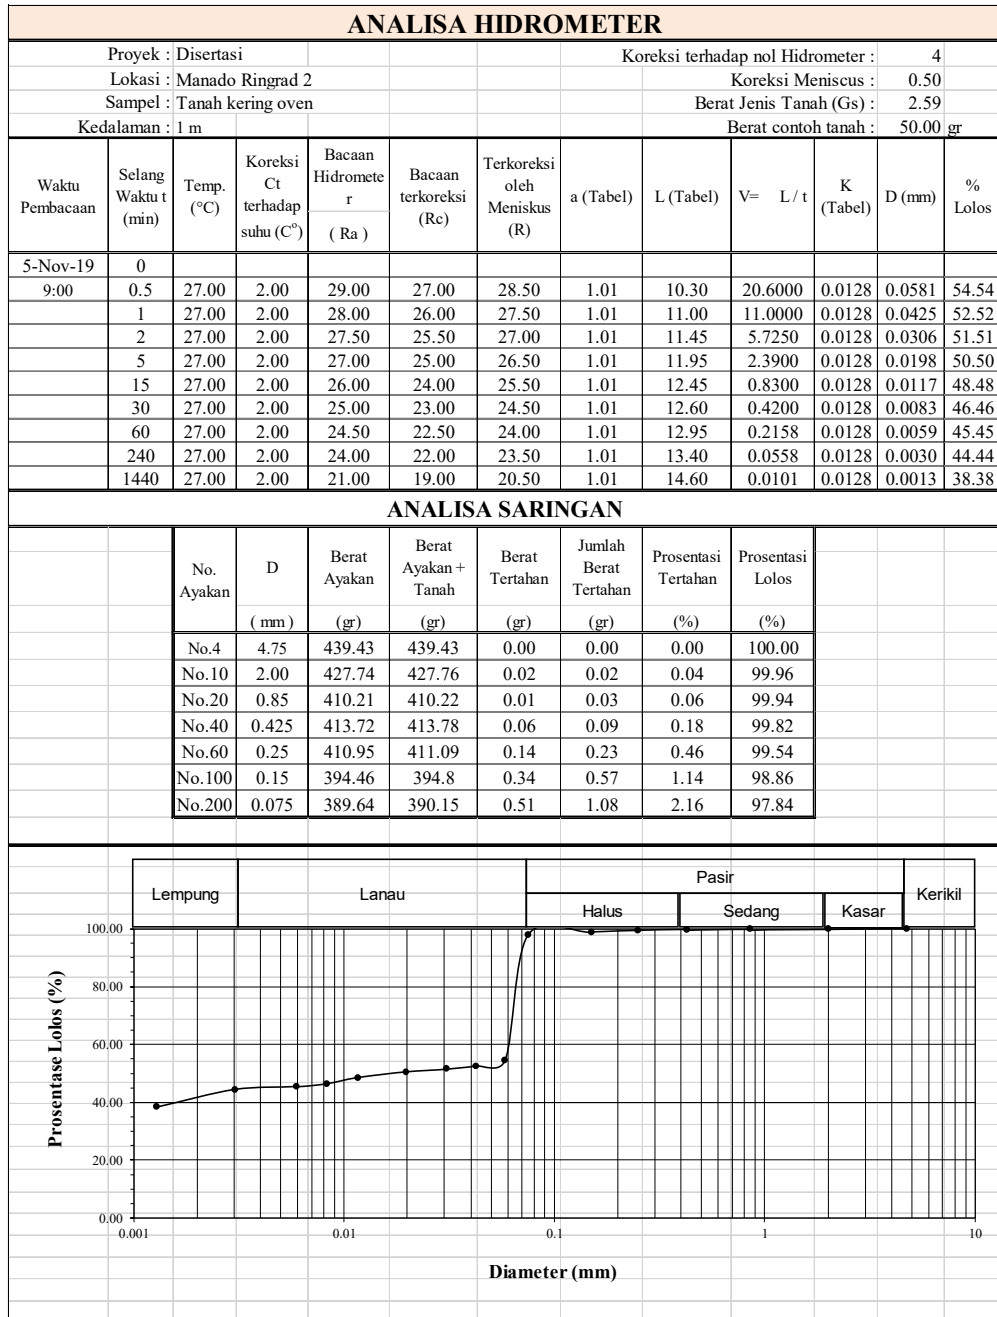 ANALISA HIDROMETER
Proyek : Disertasi Koreksi terhadap nol Hidrometer : 4
Lokasi : Manado Ringrad 2 Koreksi Meniscus : 0.50
Sampel : Tanah kering oven Berat Jenis Tanah (Gs) : 2.59
Kedalaman : 1 m Berat contoh tanah : 50.00 gr
Waktu Pembacaan Selang Waktu t (min) Temp. (°C) Koreksi Ct terhadap suhu (C°) Bacaan Hidrometer ( Ra ) Bacaan terkoreksi (Rc) Terkoreksi oleh Meniskus (R) a (Tabel) L (Tabel) V= L / t K (Tabel) D (mm) % Lolos
5-Nov-19 0
9:00 0.5 27.00 2.00 29.00 27.00 28.50 1.01 10.30 20.6000 0.0128 0.0581 54.54
1 27.00 2.00 28.00 26.00 27.50 1.01 11.00 11.0000 0.0128 0.0425 52.52
2 27.00 2.00 27.50 25.50 27.00 1.01 11.45 5.7250 0.0128 0.0306 51.51
5 27.00 2.00 27.00 25.00 26.50 1.01 11.95 2.3900 0.0128 0.0198 50.50
15 27.00 2.00 26.00 24.00 25.50 1.01 12.45 0.8300 0.0128 0.0117 48.48
30 27.00 2.00 25.00 23.00 24.50 1.01 12.60 0.4200 0.0128 0.0083 46.46
60 27.00 2.00 24.50 22.50 24.00 1.01 12.95 0.2158 0.0128 0.0059 45.45
240 27.00 2.00 24.00 22.00 23.50 1.01 13.40 0.0558 0.0128 0.0030 44.44
1440 27.00 2.00 21.00 19.00 20.50 1.01 14.60 0.0101 0.0128 0.0013 38.38
ANALISA SARINGAN
No. Ayakan D Berat Ayakan Berat Ayakan + Tanah Berat Tertahan Jumlah Berat Tertahan Prosentasi Tertahan Prosentasi Lolos
( mm ) (gr) (gr) (gr) (gr) (%) (%)
No.4 4.75 439.43 439.43 0.00 0.00 0.00 100.00
No.10 2.00 427.74 427.76 0.02 0.02 0.04 99.96
No.20 0.85 410.21 410.22 0.01 0.03 0.06 99.94
No.40 0.425 413.72 413.78 0.06 0.09 0.18 99.82
No.60 0.25 410.95 411.09 0.14 0.23 0.46 99.54
No.100 0.15 394.46 394.8 0.34 0.57 1.14 98.86
No.200 0.075 389.64 390.15 0.51 1.08 2.16 97.84
Lempung Lanau Pasir Kerikil
Halus Sedang Kasar
Prosentase Lolos (%)
100.00
80.00
60.00
40.00
20.00
0.00
0.001 0.01 0.1 1 10
Diameter (mm)